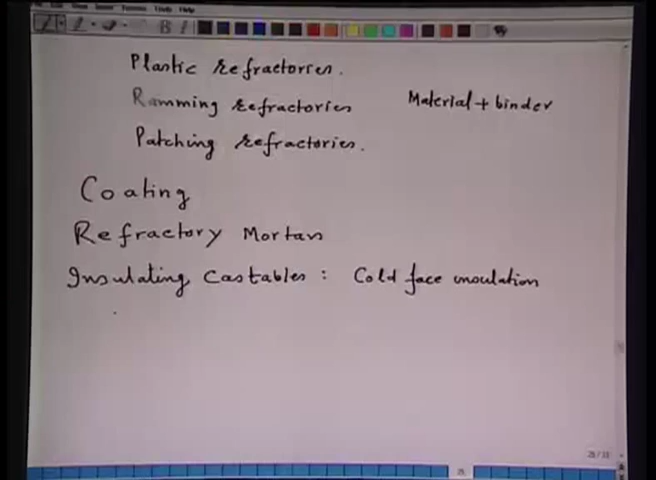 Plastic refractories.
Ramming refractories Material + binder
Patching refractories.
Coating
Refractory Mortars
Insulating Castables : Cold face insulation